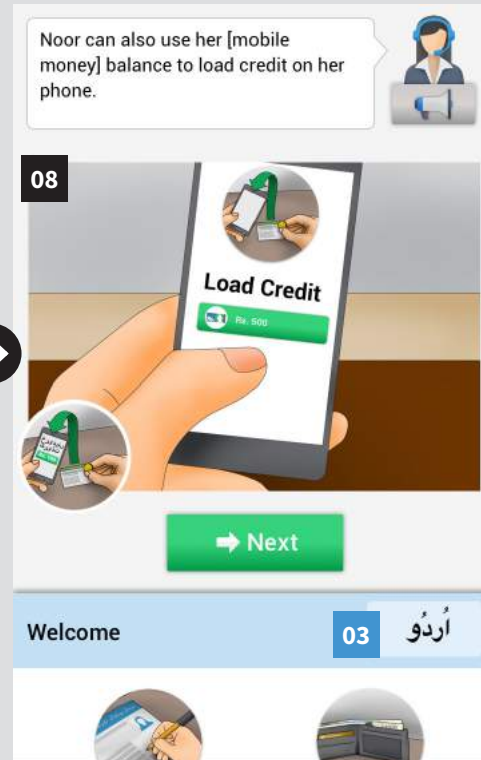 Noor can also use her [mobile
money] balance to load credit on her
phone.
08
Load Credit
Rs. 500
Next
Welcome
03
اُردُو